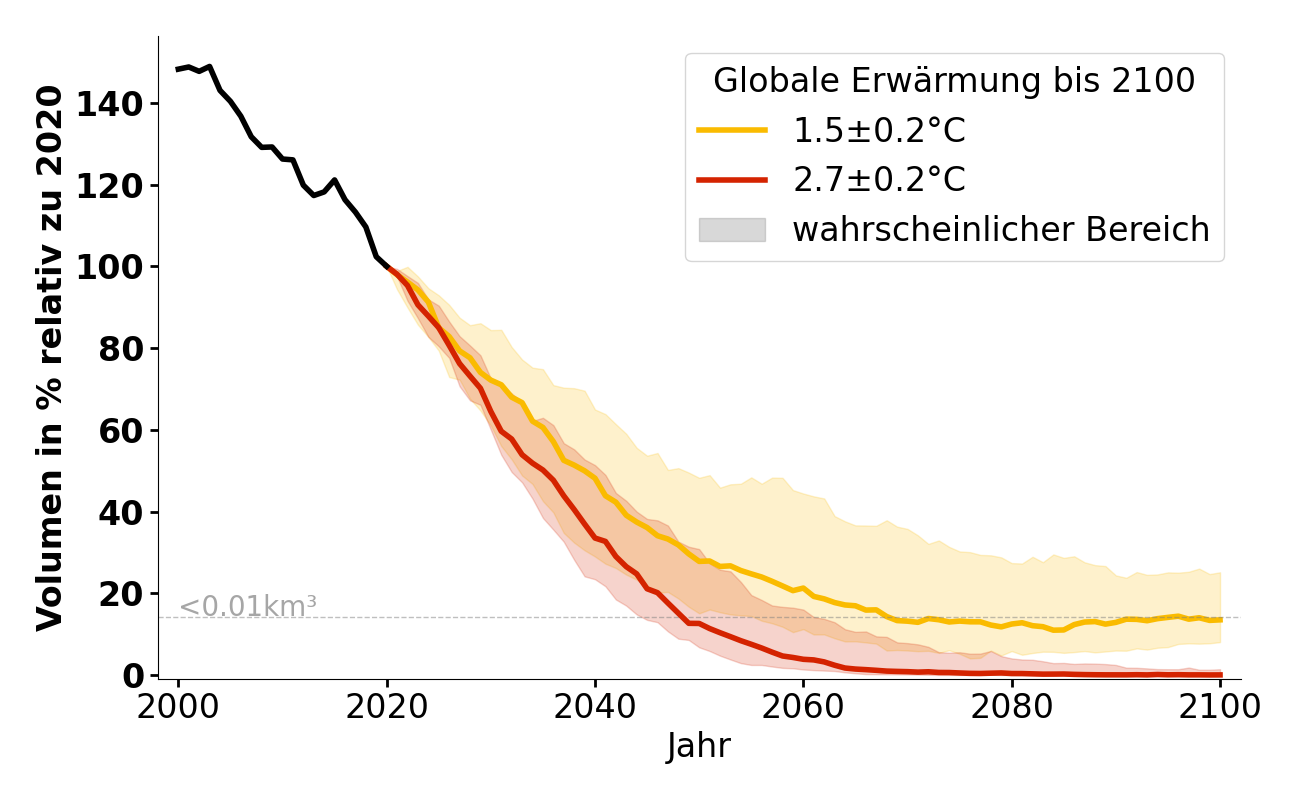 Volumen in % relativ zu 2020
140
120
100
80
60
40
20
0
<0.01km³
Globale Erwärmung bis 2100
1.5±0.2°C
2.7±0.2°C
wahrscheinlicher Bereich
2000 2020 2040 2060 2080 2100
Jahr